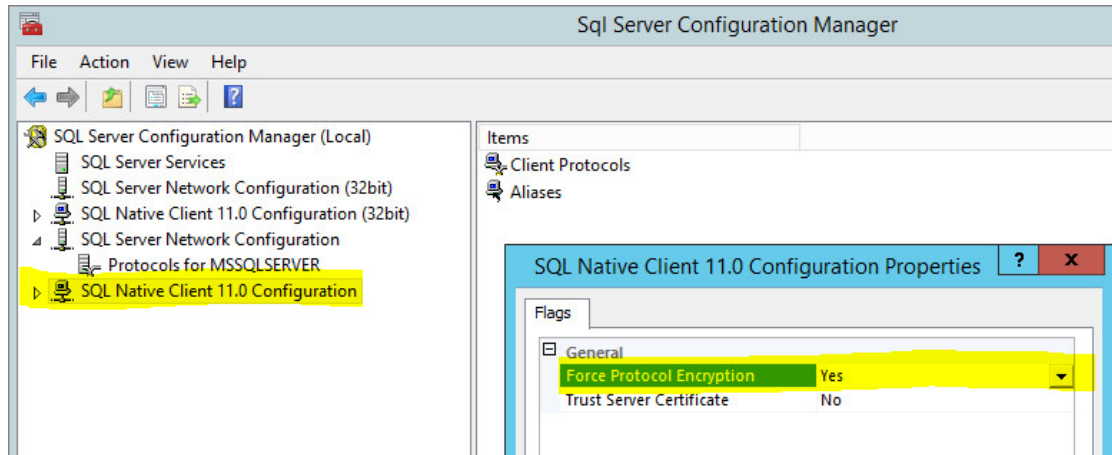 Sql Server Configuration Manager
File Action View Help
SQL Server Configuration Manager (Local)
SQL Server Services
SQL Server Network Configuration (32bit)
SQL Native Client 11.0 Configuration (32bit)
SQL Server Network Configuration
Protocols for MSSQLSERVER
SQL Native Client 11.0 Configuration
Items
Client Protocols
Aliases
SQL Native Client 11.0 Configuration Properties ? x
Flags
General
Force Protocol Encryption Yes
Trust Server Certificate No